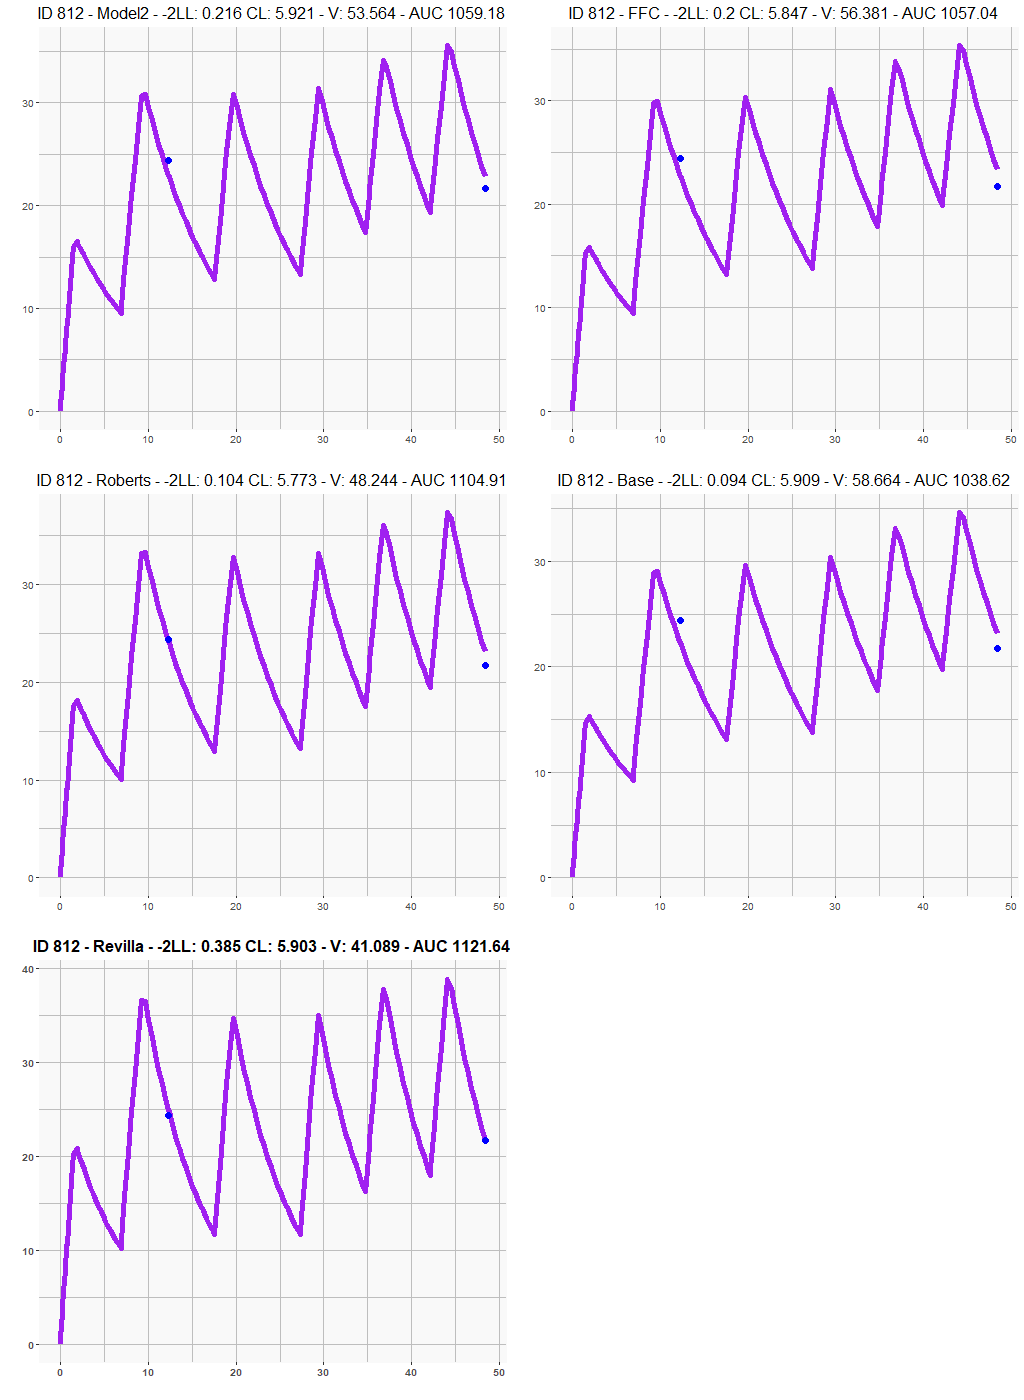 ID 812 - Model2 - -2LL: 0.216 CL: 5.921 - V: 53.564 - AUC 1059.18
30
20
10
0
0 10 20 30 40 50
ID 812 - FFC - -2LL: 0.2 CL: 5.847 - V: 56.381 - AUC 1057.04
30
20
10
0
0 10 20 30 40 50
ID 812 - Roberts - -2LL: 0.104 CL: 5.773 - V: 48.244 - AUC 1104.91
30
20
10
0
0 10 20 30 40 50
ID 812 - Base - -2LL: 0.094 CL: 5.909 - V: 58.664 - AUC 1038.62
30
20
10
0
0 10 20 30 40 50
ID 812 - Revilla - -2LL: 0.385 CL: 5.903 - V: 41.089 - AUC 1121.64
40
30
20
10
0
0 10 20 30 40 50